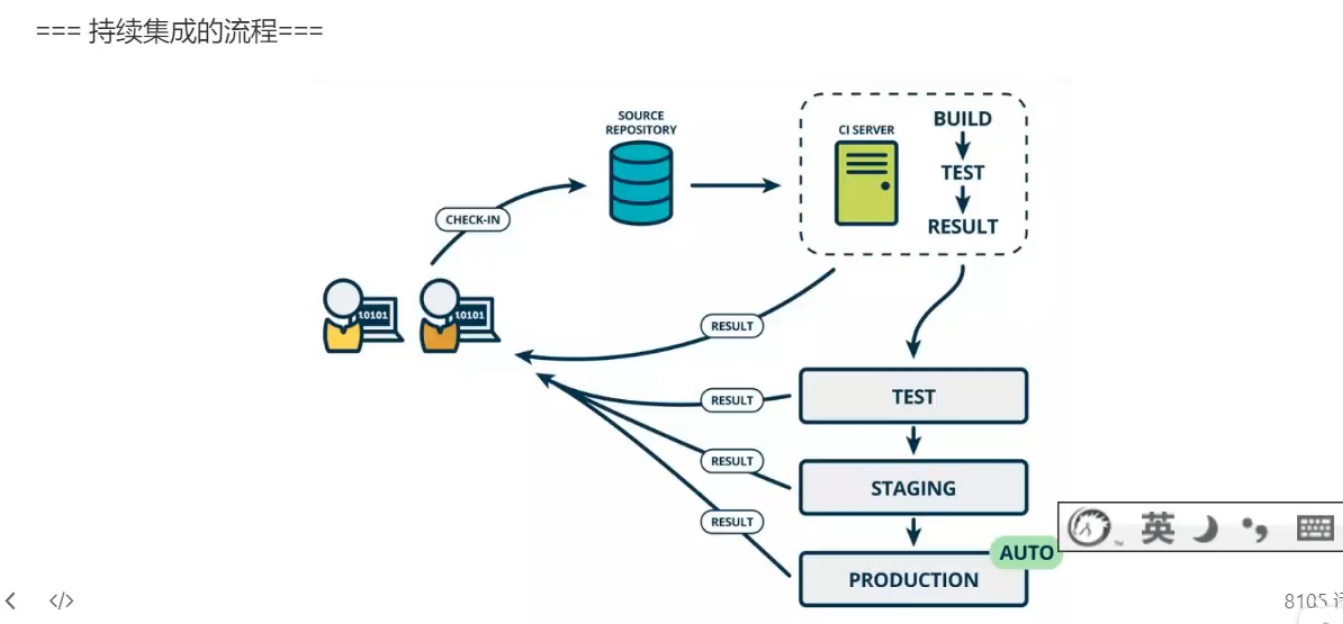 === 持续集成的流程===
SOURCE
REPOSITORY
CI SERVER
BUILD
TEST
RESULT
CHECK-IN
10101
10101
RESULT
RESULT
TEST
RESULT
STAGING
RESULT
AUTO
PRODUCTION
英
</>
8105